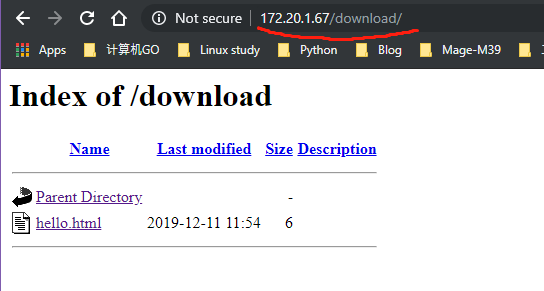 Not secure | 172.20.1.67/download/
计算机GO Linux study Python Blog Mage-M39
Index of /download
Name Last modified Size Description
Parent Directory -
hello.html 2019-12-11 11:54 6